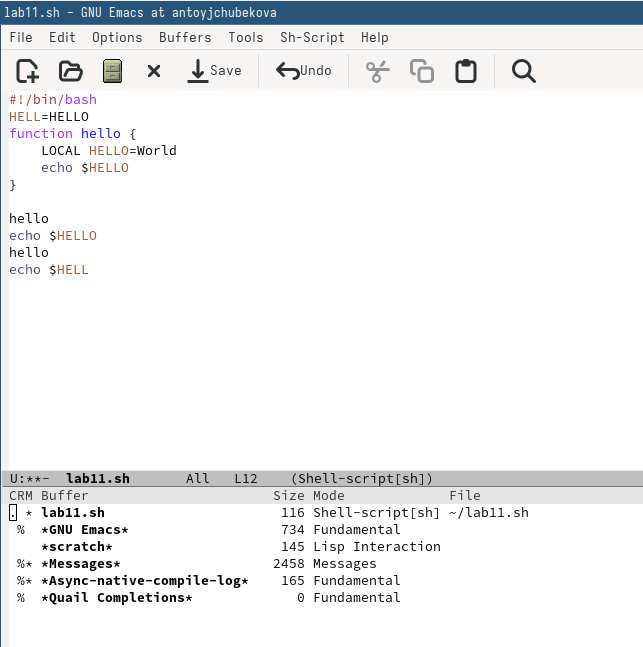 lab11.sh – GNU Emacs at antoyjchubekova
File Edit Options Buffers Tools Sh-Script Help
Save Undo
#!/bin/bash
HELL=HELLO
function hello {
    LOCAL HELLO=World
    echo $HELLO
}
hello
echo $HELLO
hello
echo $HELL
U:**-  lab11.sh       All   L12    (Shell-script[sh])
CRM Buffer                Size Mode             File
. * lab11.sh               116 Shell-script[sh] ~/lab11.sh
 %  *GNU Emacs*            734 Fundamental
    *scratch*              145 Lisp Interaction
 %* *Messages*            2458 Messages
 %* *Async-native-compile-log*    165 Fundamental
 %  *Quail Completions*      0 Fundamental